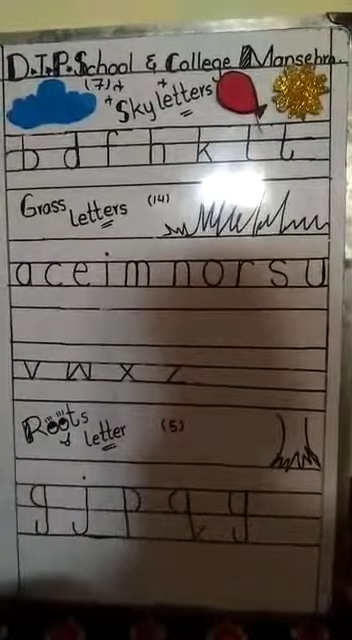 D.I.P. School & College Mansehra.
(7)
Sky letters
b d f h k l t
Grass letters (14)
a c e i m n o r s u
v w x z
Roots letter (5)
g j p q y